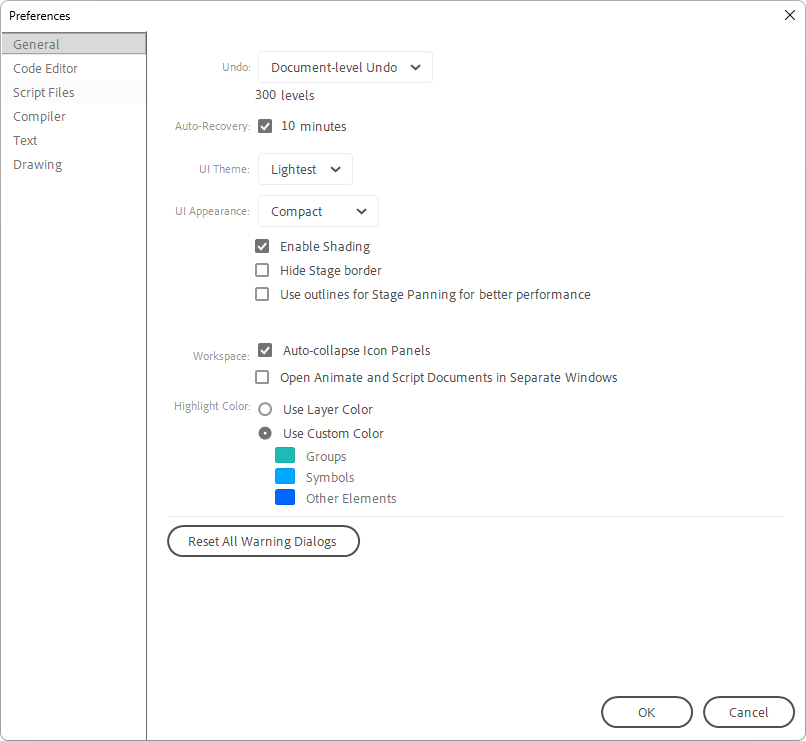 Preferences
General
Code Editor
Script Files
Compiler
Text
Drawing
Undo: Document-level Undo
300 levels
Auto-Recovery: 10 minutes
UI Theme: Lightest
UI Appearance: Compact
Enable Shading
Hide Stage border
Use outlines for Stage Panning for better performance
Workspace: Auto-collapse Icon Panels
Open Animate and Script Documents in Separate Windows
Highlight Color: Use Layer Color
Use Custom Color
Groups
Symbols
Other Elements
Reset All Warning Dialogs
OK Cancel